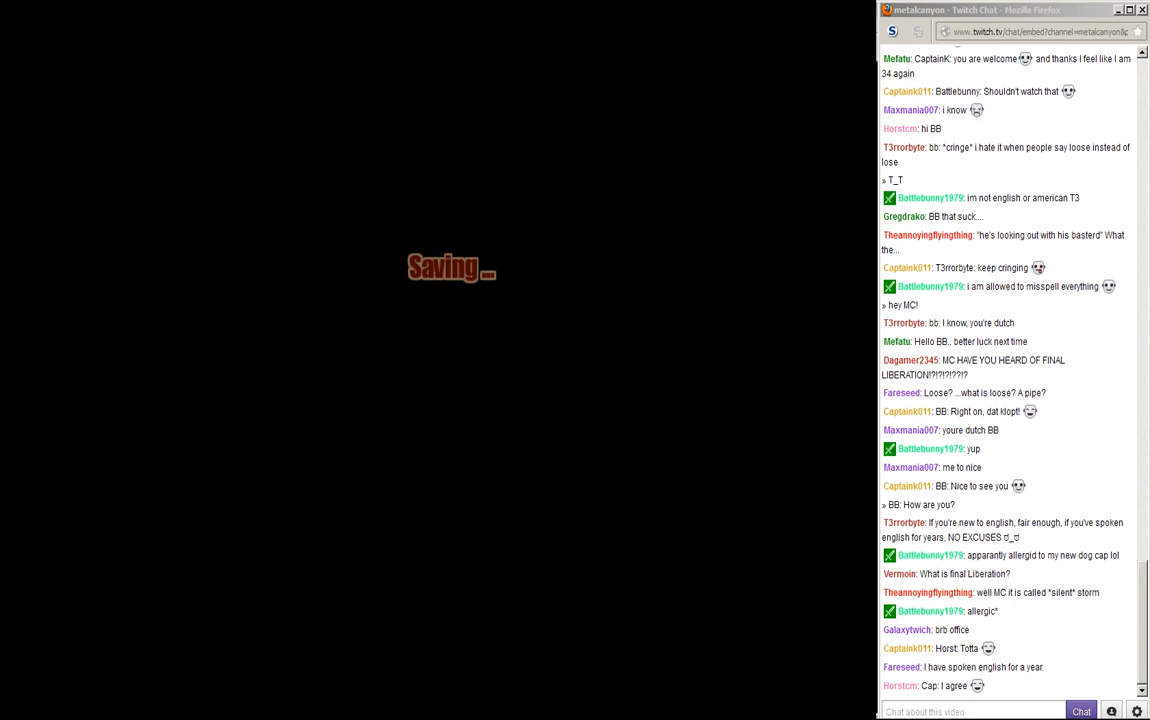 metalcanyon - Twitch Chat - Mozilla Firefox
www.twitch.tv/chat/embed?channel=metalcanyon&p
Mefatu: CaptainK: you are welcome and thanks I feel like I am
34 again
Captaink011: Battlebunny: Shouldn't watch that
Maxmania007: i know
Horstcm: hi BB
T3rrorbyte: bb: *cringe* i hate it when people say loose instead of
lose
» T_T
Battlebunny1979: im not english or american T3
Gregdrako: BB that suck....
Saving ...
Theannoyingflyingthing: "he's looking out with his basterd" What
the...
Captaink011: T3rrorbyte: keep cringing
Battlebunny1979: i am allowed to misspell everything
» hey MC!
T3rrorbyte: bb: I know, you're dutch
Mefatu: Hello BB.. better luck next time
Dagamer2345: MC HAVE YOU HEARD OF FINAL
LIBERATION!?!?!?!??!?
Fareseed: Loose? ...what is loose? A pipe?
Captaink011: BB: Right on, dat klopt!
Maxmania007: youre dutch BB
Battlebunny1979: yup
Maxmania007: me to nice
Captaink011: BB: Nice to see you
» BB: How are you?
T3rrorbyte: If you're new to english, fair enough, if you've spoken
english for years, NO EXCUSES ಠ_ಠ
Battlebunny1979: apparantly allergid to my new dog cap lol
Vermoin: What is final Liberation?
Theannoyingflyingthing: well MC it is called *silent* storm
Battlebunny1979: allergic*
Galaxytwich: brb office
Captaink011: Horst: Totta
Fareseed: I have spoken english for a year.
Horstcm: Cap: I agree
Chat about this video
Chat